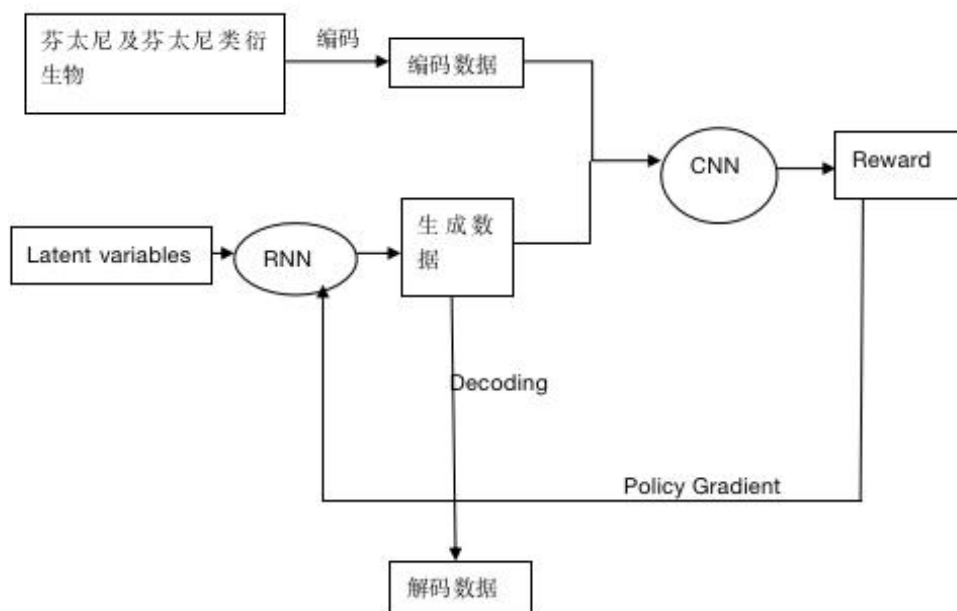 芬太尼及芬太尼类衍
生物
编码
编码数据
CNN
Reward
Latent variables
RNN
生成数
据
Decoding
Policy Gradient
解码数据